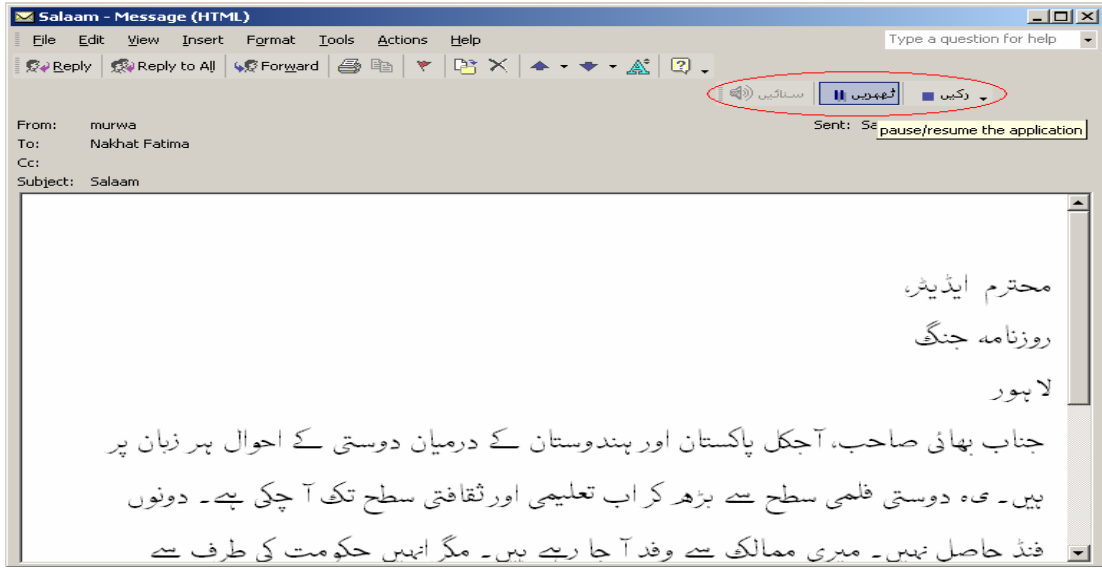 Salaam - Message (HTML)
File Edit View Insert Format Tools Actions Help Type a question for help
Reply Reply to All Forward
سنائیں ٹھہریں رکیں
From: murwa Sent: Sa
pause/resume the application
To: Nakhat Fatima
Cc:
Subject: Salaam
محترم ایڈیٹر،
روزنامہ جنگ
لاہور
جناب بھائی صاحب، آجکل پاکستان اور ہندوستان کے درمیان دوستی کے احوال ہر زبان پر
ہیں۔ یہ دوستی فلمی سطح سے بڑھ کر اب تعلیمی اور ثقافتی سطح تک آ چکی ہے۔ دونوں
فنڈ حاصل نہیں۔ میری ممالک سے وفد آ جا رہے ہیں۔ مگر انہیں حکومت کی طرف سے